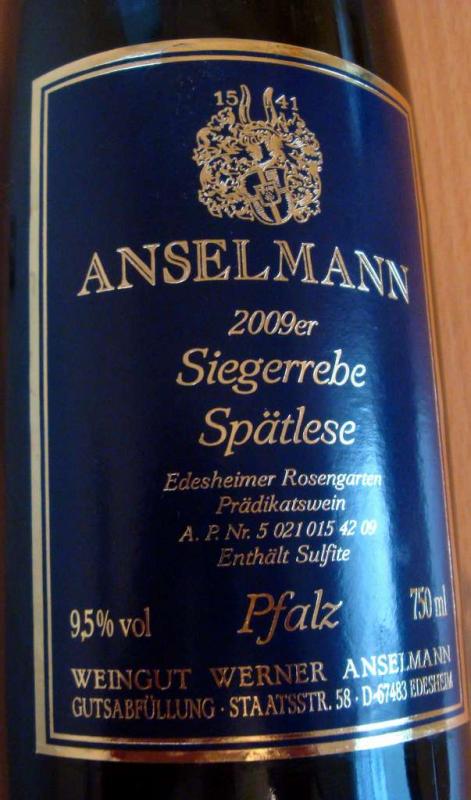 15 41
ANSELMANN
2009er
Siegerrebe
Spätlese
Edesheimer Rosengarten
Prädikatswein
A. P. Nr. 5 021 015 42 09
Enthält Sulfite
9,5% vol Pfalz 750 ml
WEINGUT WERNER ANSELMANN
GUTSABFÜLLUNG · STAATSSTR. 58 · D-67483 EDESHEIM